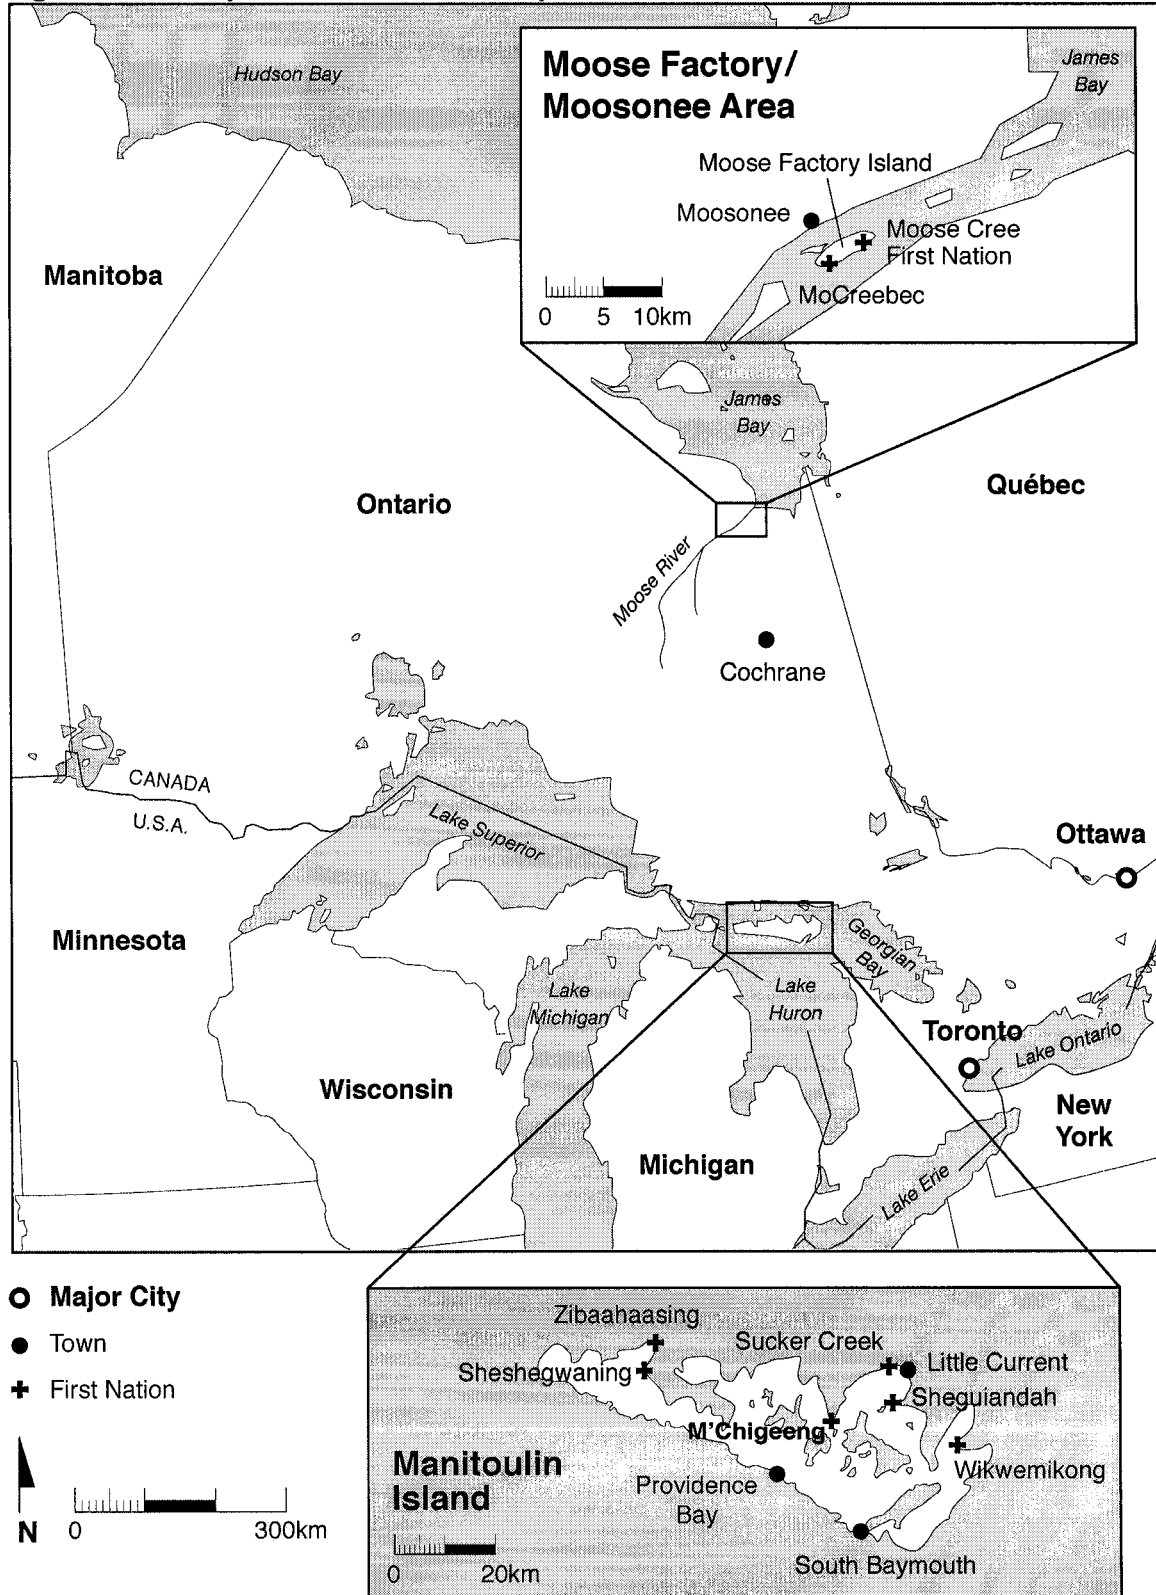 Hudson Bay
Moose Factory/
Moosonee Area
James
Bay
Moose Factory Island
Moosonee
Moose Cree
First Nation
MoCreebec
0 5 10km
Manitoba
James
Bay
Ontario
Québec
Moose River
Cochrane
CANADA
U.S.A.
Lake Superior
Ottawa
Minnesota
Georgian
Bay
Lake
Michigan
Lake
Huron
Toronto
Lake Ontario
Wisconsin
New
York
Michigan
Lake Erie
Major City
Town
First Nation
N
0 300km
Zibaahaasing
Sucker Creek
Little Current
Sheshegwaning
Sheguiandah
M'Chigeeng
Manitoulin
Island
Wikwemikong
Providence
Bay
South Baymouth
0 20km